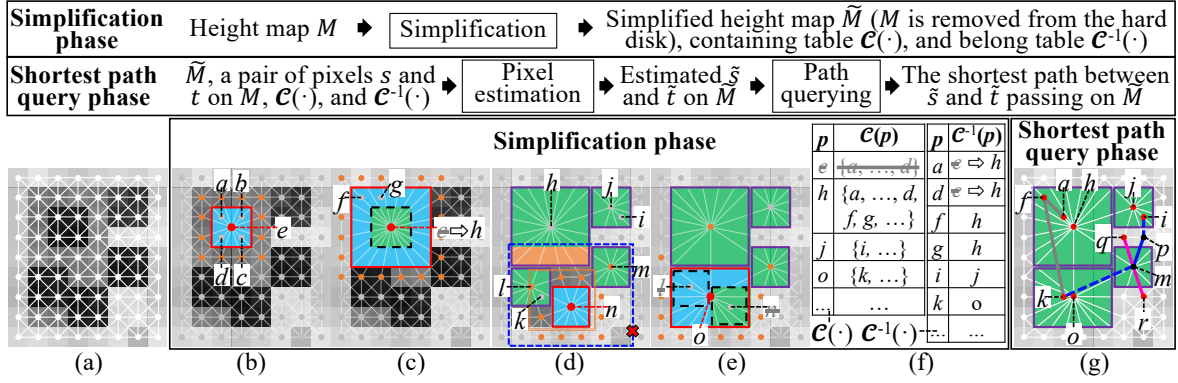 Simplification phase
Height map M
Simplification
Simplified height map M̃ (M is removed from the hard
disk), containing table C(·), and belong table C⁻¹(·)
Shortest path query phase
M̃, a pair of pixels s and
t on M, C(·), and C⁻¹(·)
Pixel
estimation
Estimated s̃
and t̃ on M̃
Path
querying
The shortest path between
s̃ and t̃ passing on M̃
Simplification phase
Shortest path
query phase
a b
e
d c
f
g
e ⇨ h
h
j
i
m
l
k
n
o
p C(p)
e {a, …, d}
h {a, …, d,
f, g, …}
j {i, …}
o {k, …}
... ...
C(·) C⁻¹(·)
p C⁻¹(p)
a e ⇨ h
d e ⇨ h
f h
g h
i j
k o
... ...
f a h j
i
q
p
m
k
o r
(a) (b) (c) (d) (e) (f) (g)